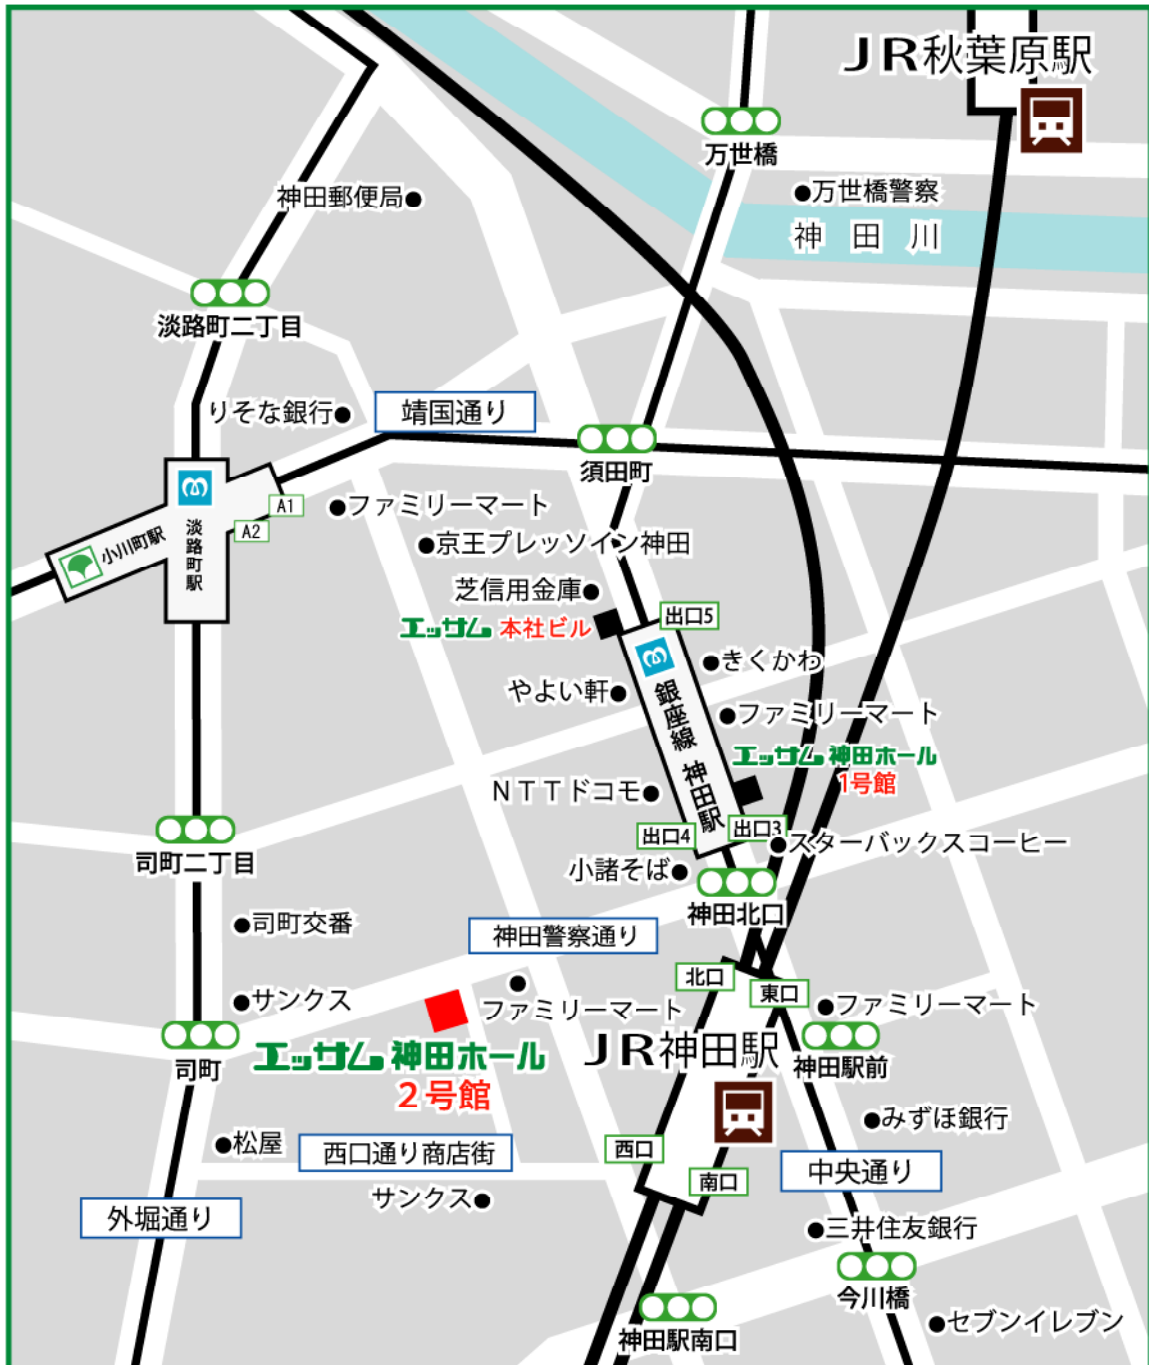 ＪＲ秋葉原駅
万世橋
万世橋警察
神田郵便局
神田川
淡路町二丁目
りそな銀行
靖国通り
須田町
A1
ファミリーマート
A2
小川町駅
淡路町駅
京王プレッソイン神田
芝信用金庫
出口5
エッサム 本社ビル
きくかわ
やよい軒
銀座線 神田駅
ファミリーマート
エッサム 神田ホール
1号館
ＮＴＴドコモ
出口4
出口3
スターバックスコーヒー
司町二丁目
小諸そば
神田北口
司町交番
神田警察通り
北口
東口
サンクス
ファミリーマート
ファミリーマート
司町
エッサム 神田ホール
２号館
ＪＲ神田駅
神田駅前
みずほ銀行
松屋
西口通り商店街
西口
南口
中央通り
サンクス
外堀通り
三井住友銀行
今川橋
神田駅南口
セブンイレブン